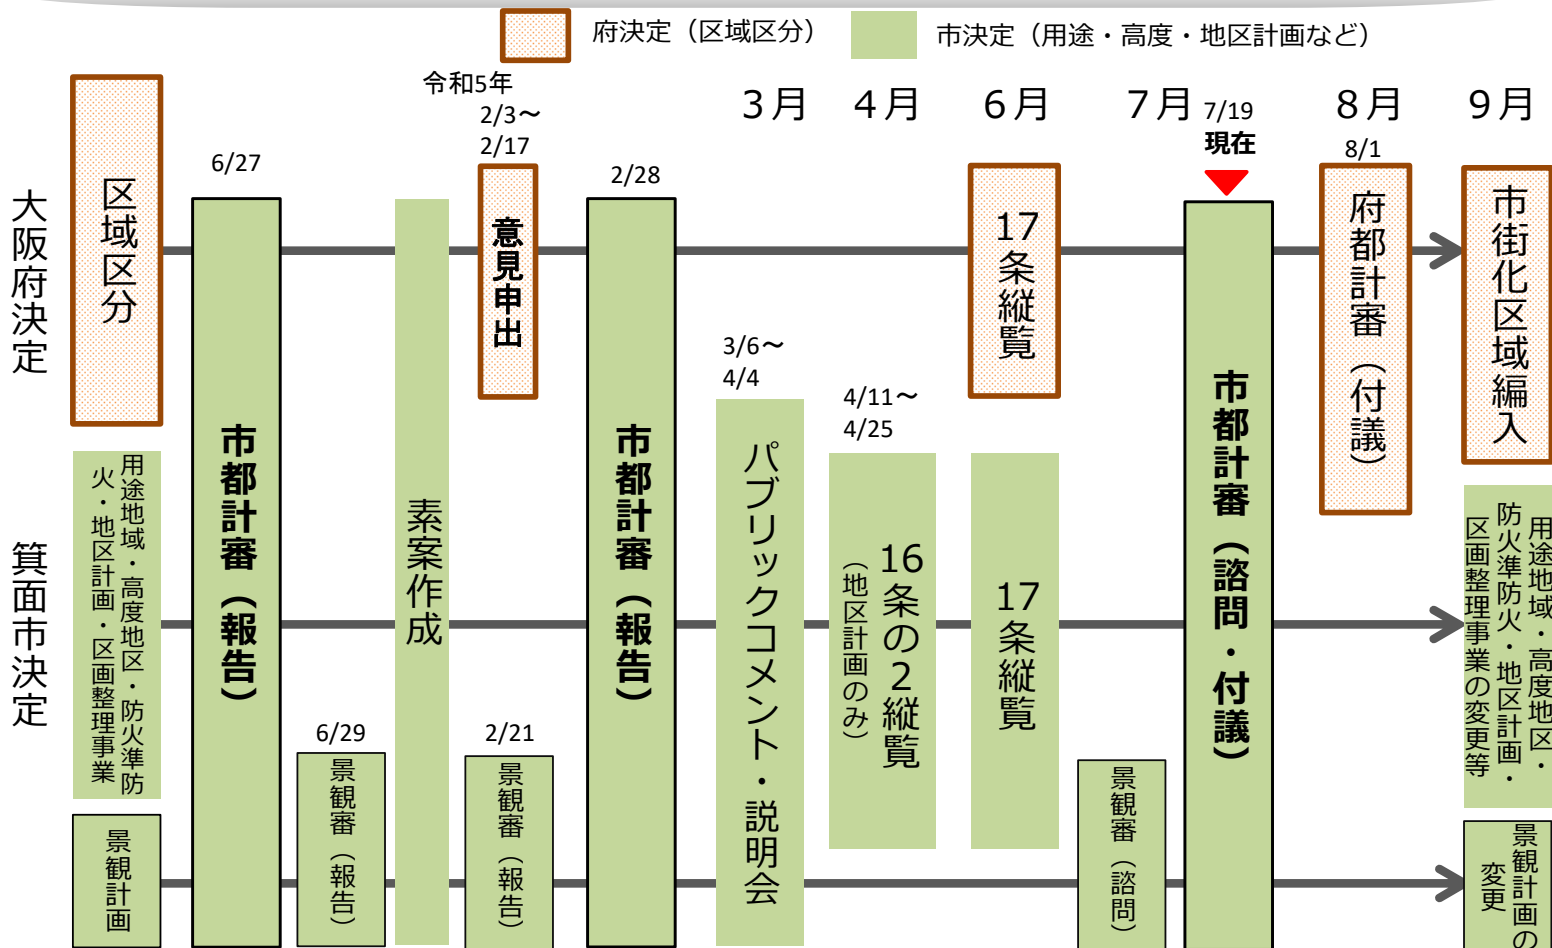 府決定（区域区分）
市決定（用途・高度・地区計画など）
令和5年
2/3～
2/17
3月
4月
6月
7月
7/19
現在
8月
8/1
9月
6/27
2/28
大阪府決定
区域区分
意見申出
17条縦覧
府都計審（付議）
市街化区域編入
3/6～
4/4
4/11～
4/25
箕面市決定
用途地域・高度地区・防火準防
火・地区計画・区画整理事業
市都計審（報告）
素案作成
市都計審（報告）
パブリックコメント・説明会
16条の2縦覧
（地区計画のみ）
17条縦覧
市都計審（諮問・付議）
用途地域・高度地区・
防火準防火・地区計画・
区画整理事業の変更等
景観計画
6/29
景観審（報告）
2/21
景観審（報告）
景観審（諮問）
景観計画の
変更